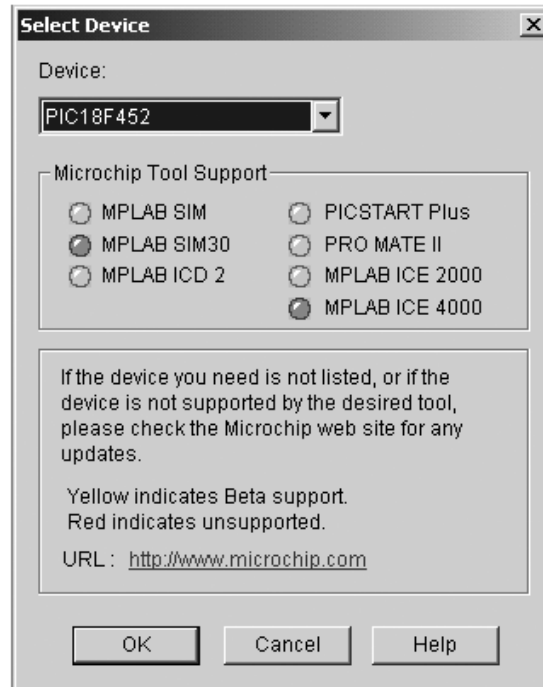 Select Device
Device:
PIC18F452
Microchip Tool Support
MPLAB SIM
MPLAB SIM30
MPLAB ICD 2
PICSTART Plus
PRO MATE II
MPLAB ICE 2000
MPLAB ICE 4000
If the device you need is not listed, or if the
device is not supported by the desired tool,
please check the Microchip web site for any
updates.
Yellow indicates Beta support.
Red indicates unsupported.
URL : http://www.microchip.com
OK Cancel Help